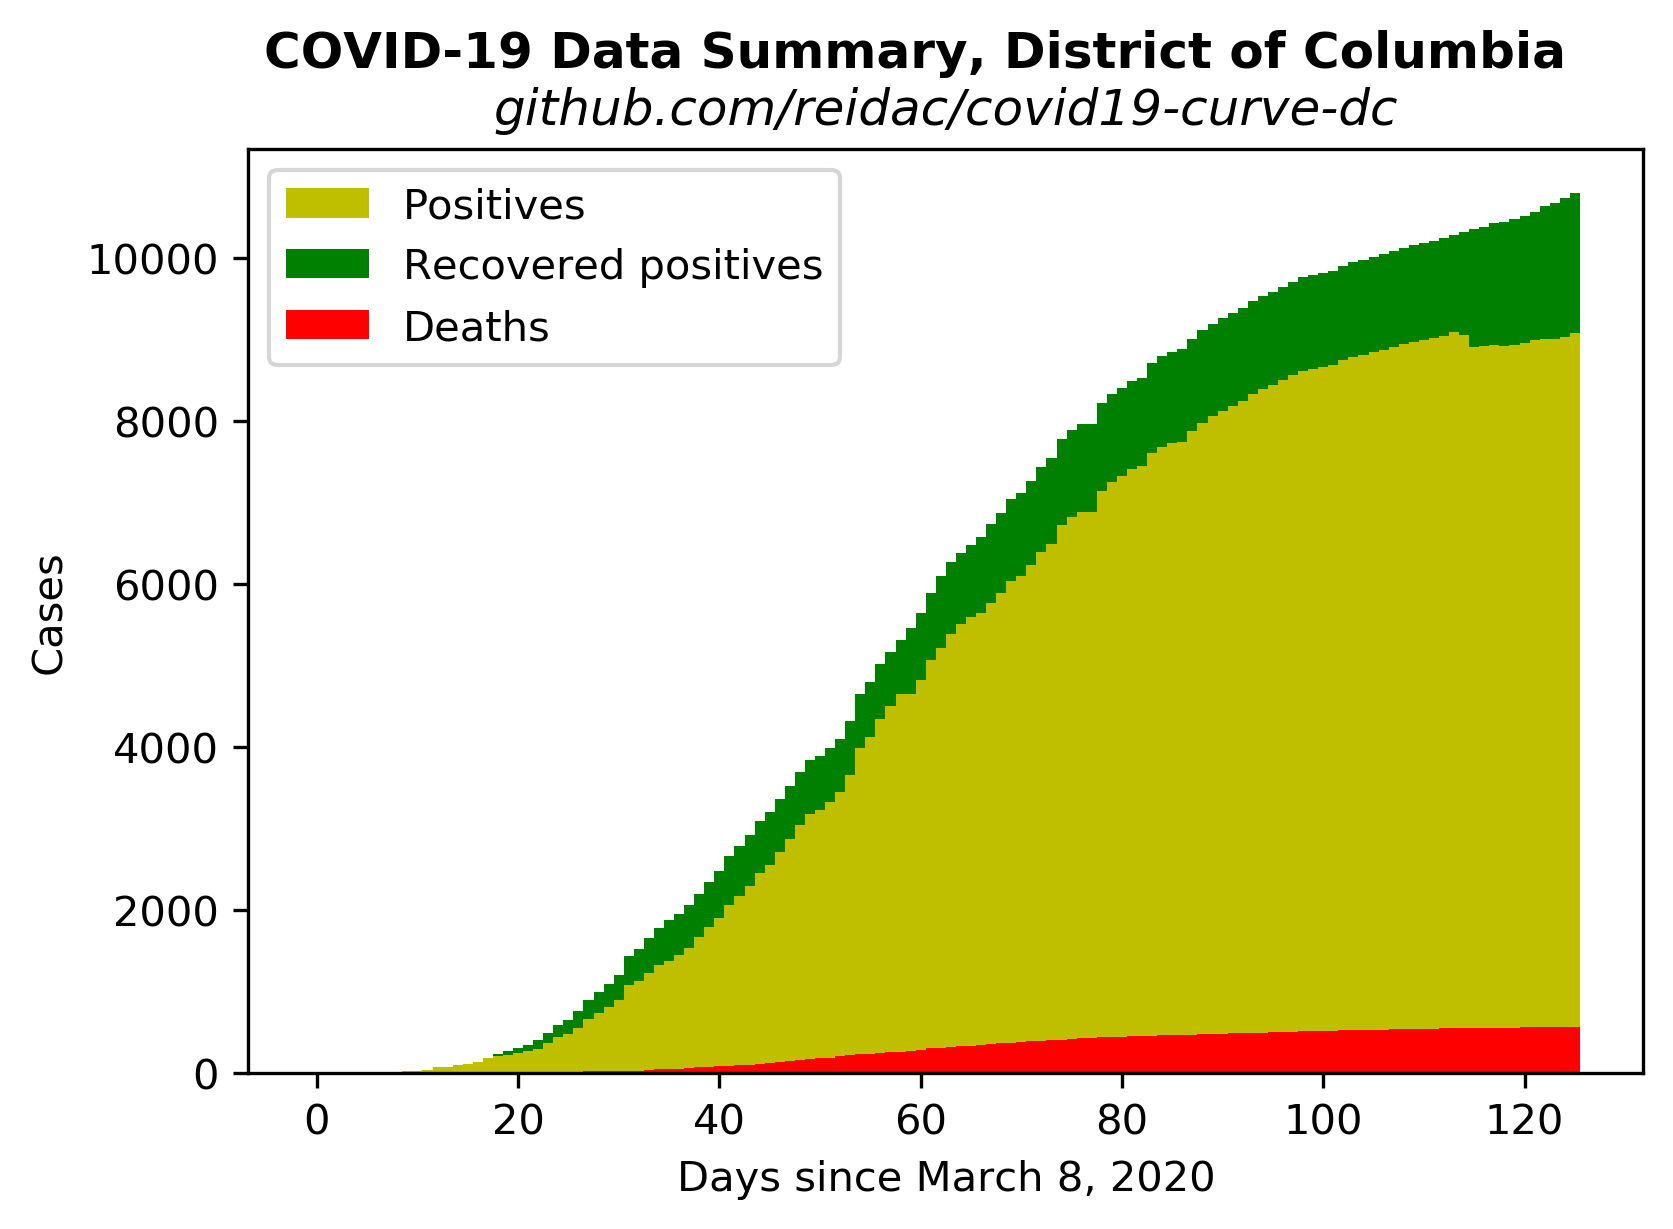 COVID-19 Data Summary, District of Columbia
github.com/reidac/covid19-curve-dc
Positives
Recovered positives
Deaths
10000
8000
6000
4000
2000
0
Cases
0 20 40 60 80 100 120
Days since March 8, 2020